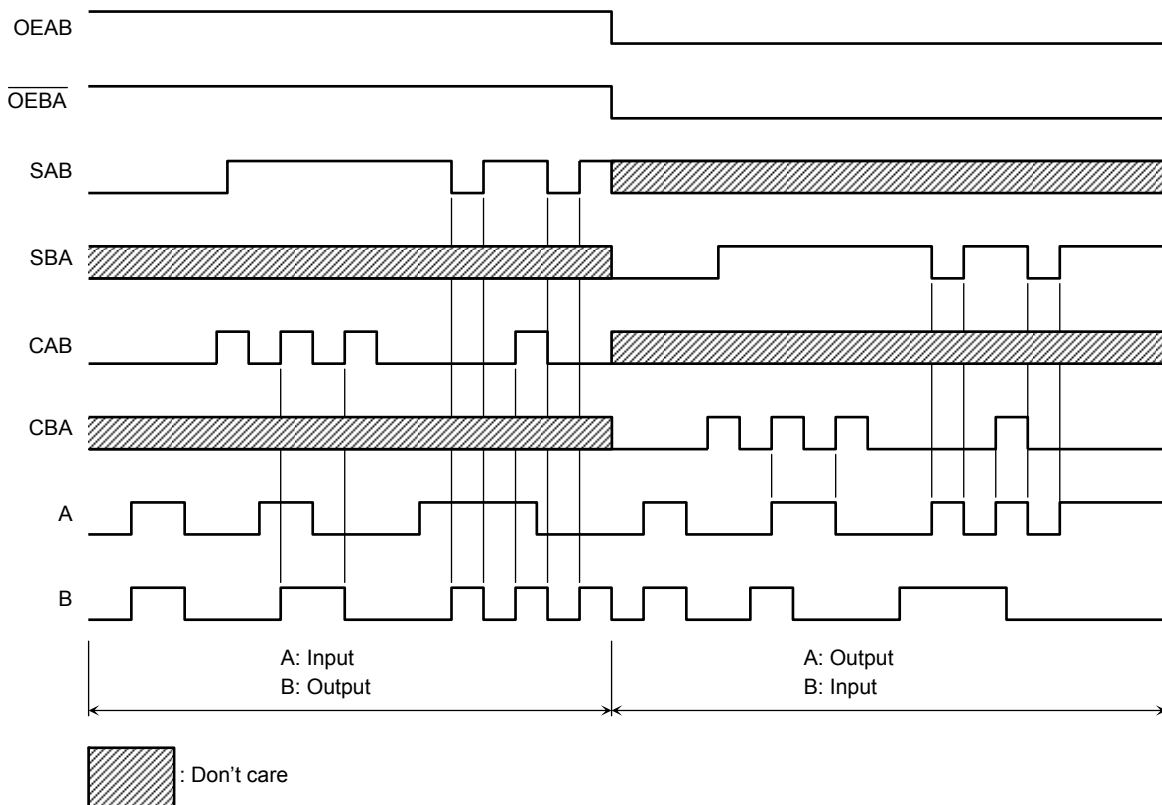 OEAB
OEBA
SAB
SBA
CAB
CBA
A
B
A: Input
B: Output
A: Output
B: Input
: Don't care